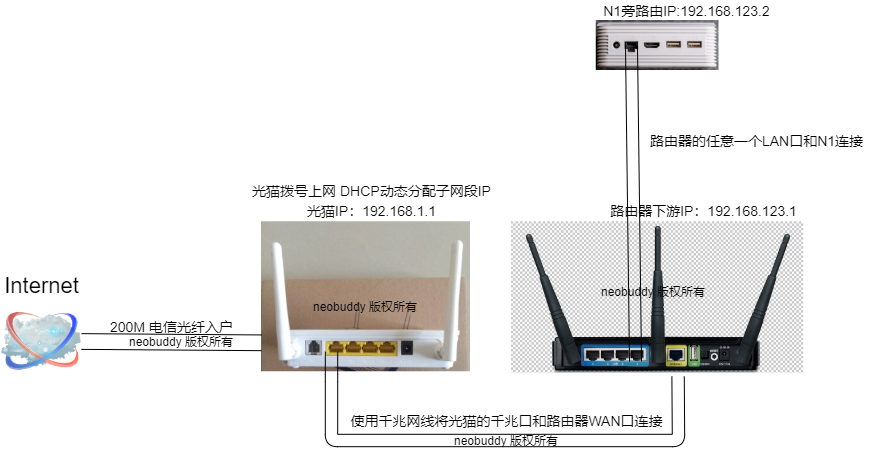 N1旁路由IP:192.168.123.2
路由器的任意一个LAN口和N1连接
光猫拨号上网 DHCP动态分配子网段IP
光猫IP：192.168.1.1
路由器下游IP：192.168.123.1
neobuddy 版权所有
neobuddy 版权所有
Internet
200M 电信光纤入户
neobuddy 版权所有
使用千兆网线将光猫的千兆口和路由器WAN口连接
neobuddy 版权所有